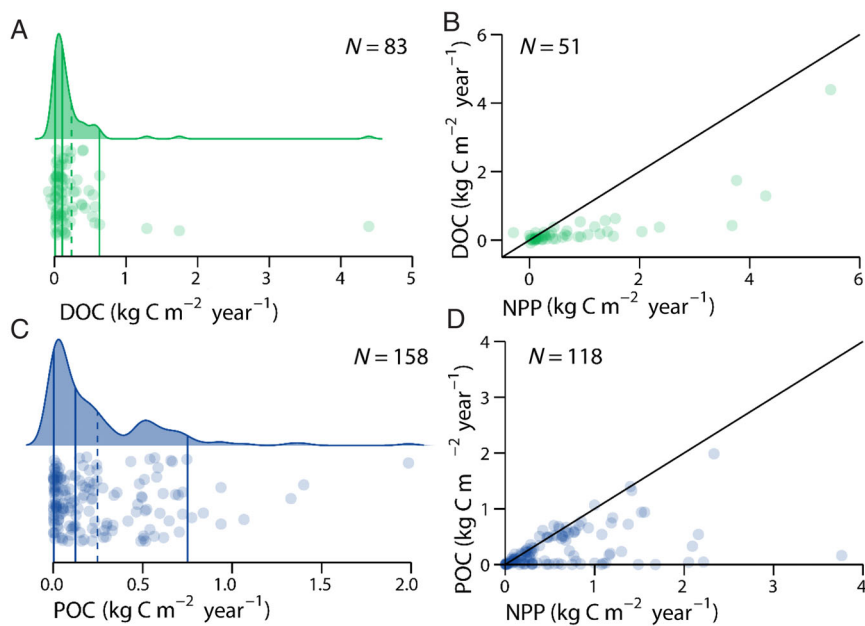 A
N = 83
0 1 2 3 4 5
DOC (kg C m⁻² year⁻¹)
B
N = 51
6
4
2
0
DOC (kg C m⁻² year⁻¹)
0 2 4 6
NPP (kg C m⁻² year⁻¹)
C
N = 158
0.0 0.5 1.0 1.5 2.0
POC (kg C m⁻² year⁻¹)
D
N = 118
4
3
2
1
0
POC (kg C m ⁻² year⁻¹)
0 1 2 3 4
NPP (kg C m⁻² year⁻¹)